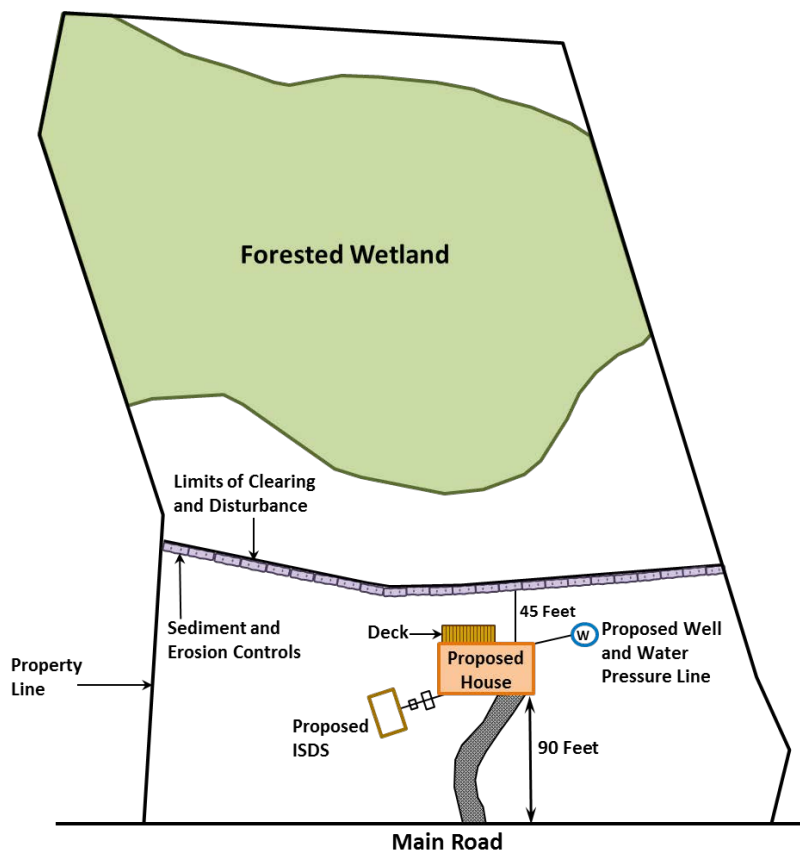 Forested Wetland
Limits of Clearing
and Disturbance
45 Feet
Sediment and
Erosion Controls
Deck
W
Proposed Well
and Water
Pressure Line
Proposed
House
Property
Line
Proposed
ISDS
90 Feet
Main Road